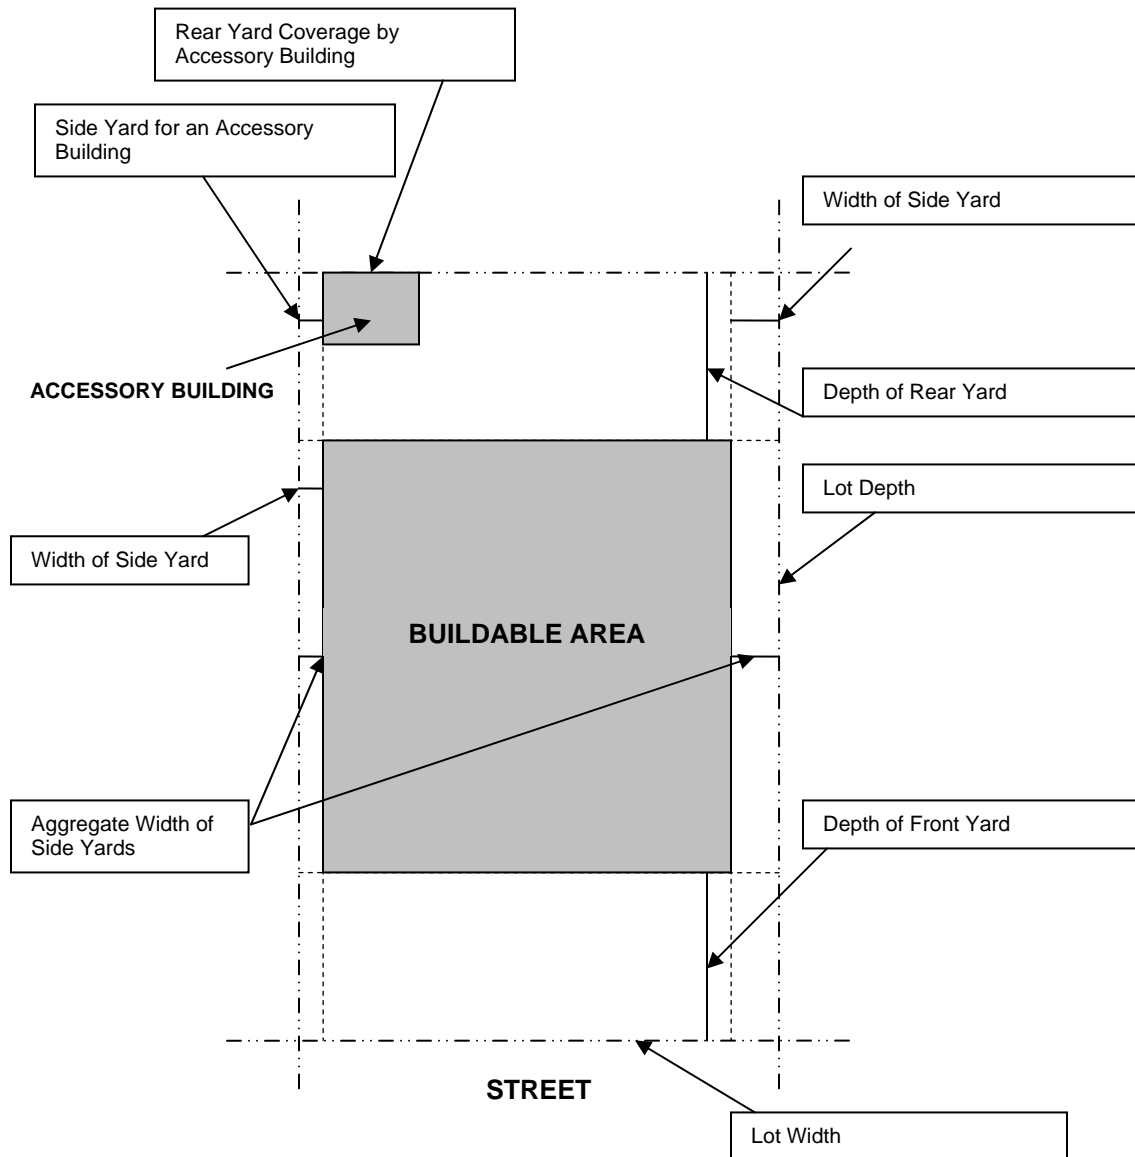 Rear Yard Coverage by
Accessory Building
Side Yard for an Accessory
Building
Width of Side Yard
ACCESSORY BUILDING
Depth of Rear Yard
Lot Depth
Width of Side Yard
BUILDABLE AREA
Aggregate Width of
Side Yards
Depth of Front Yard
STREET
Lot Width